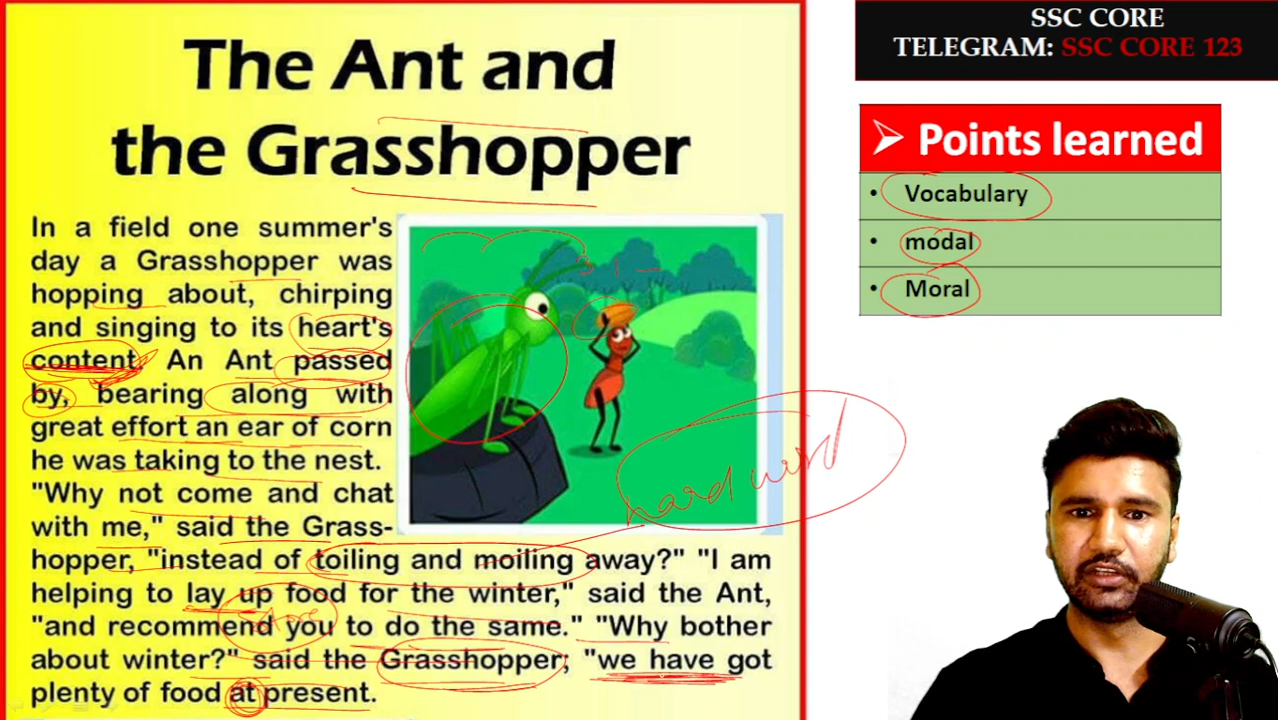 The Ant and
the Grasshopper
In a field one summer's
day a Grasshopper was
hopping about, chirping
and singing to its heart's
content. An Ant passed
by, bearing along with
great effort an ear of corn
he was taking to the nest.
"Why not come and chat
with me," said the Grass-
hopper, "instead of toiling and moiling away?" "I am
helping to lay up food for the winter," said the Ant,
"and recommend you to do the same." "Why bother
about winter?" said the Grasshopper; "we have got
plenty of food at present.
hard work
store
SSC CORE
TELEGRAM: SSC CORE 123
Points learned
• Vocabulary
• modal
• Moral